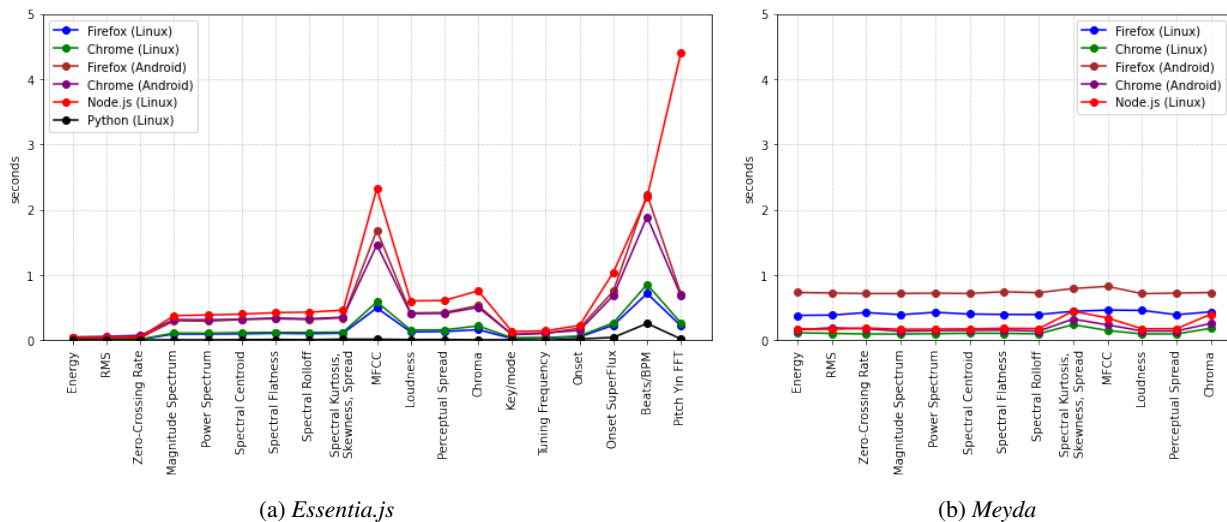 5
4
3
2
1
0
seconds
Firefox (Linux)
Chrome (Linux)
Firefox (Android)
Chrome (Android)
Node.js (Linux)
Python (Linux)
Energy
RMS
Zero-Crossing Rate
Magnitude Spectrum
Power Spectrum
Spectral Centroid
Spectral Flatness
Spectral Rolloff
Spectral Kurtosis,
Skewness, Spread
MFCC
Loudness
Perceptual Spread
Chroma
Key/mode
Tuning Frequency
Onset
Onset SuperFlux
Beats/BPM
Pitch Yin FFT
(a) Essentia.js
5
4
3
2
1
0
seconds
Firefox (Linux)
Chrome (Linux)
Firefox (Android)
Chrome (Android)
Node.js (Linux)
Energy
RMS
Zero-Crossing Rate
Magnitude Spectrum
Power Spectrum
Spectral Centroid
Spectral Flatness
Spectral Rolloff
Spectral Kurtosis,
Skewness, Spread
MFCC
Loudness
Perceptual Spread
Chroma
(b) Meyda